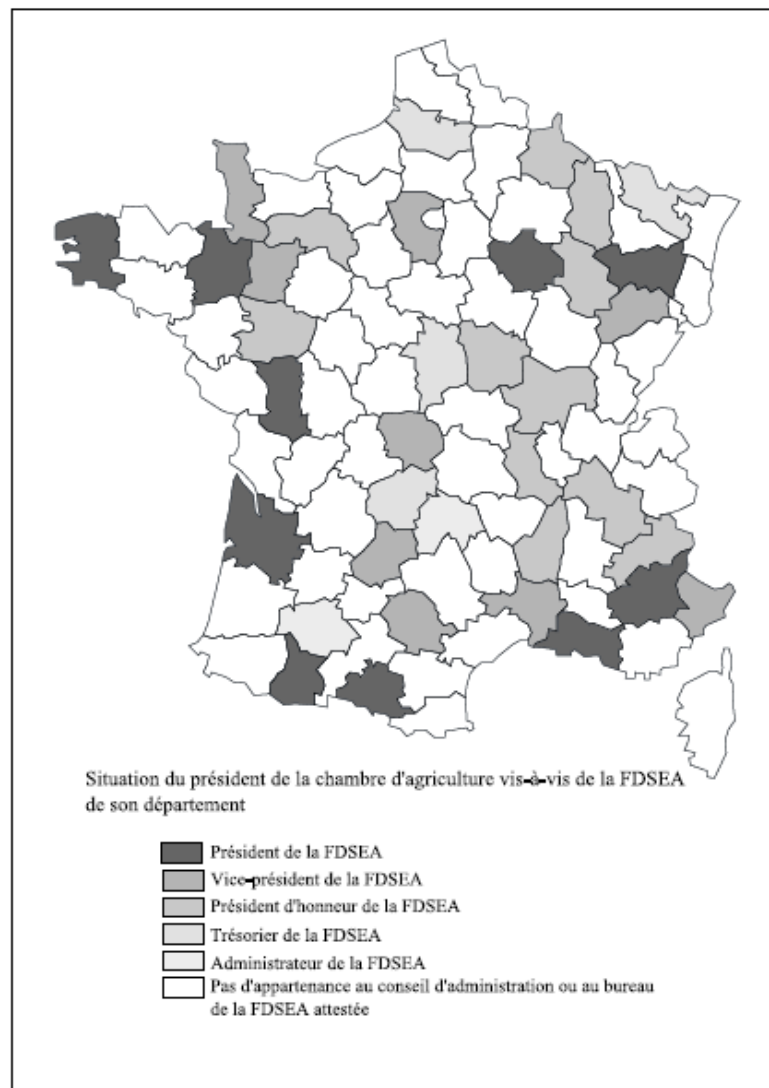 Situation du président de la chambre d'agriculture vis-à-vis de la FDSEA
de son département
Président de la FDSEA
Vice-président de la FDSEA
Président d'honneur de la FDSEA
Trésorier de la FDSEA
Administrateur de la FDSEA
Pas d'appartenance au conseil d'administration ou au bureau
de la FDSEA attestée